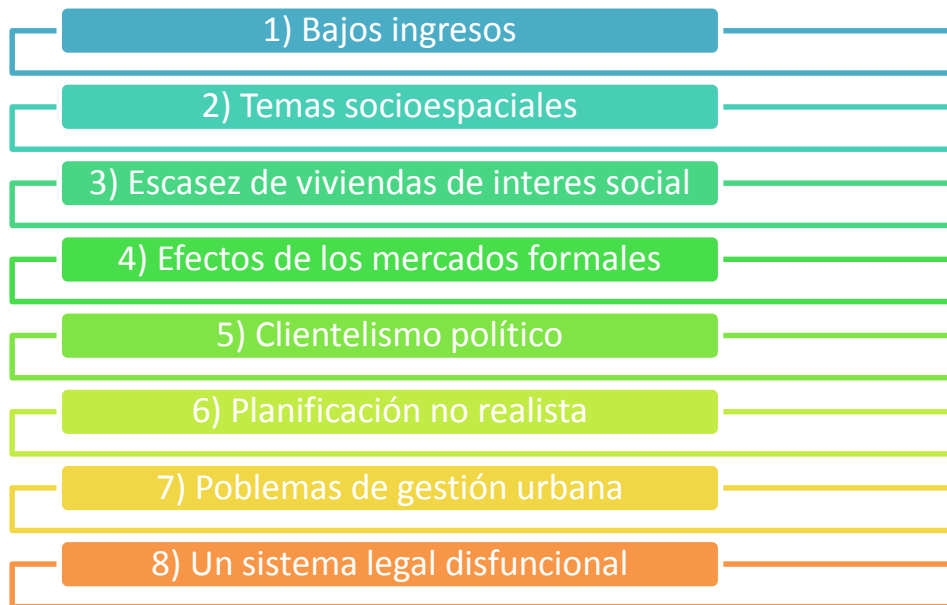 1) Bajos ingresos
2) Temas socioespaciales
3) Escasez de viviendas de interes social
4) Efectos de los mercados formales
5) Clientelismo político
6) Planificación no realista
7) Poblemas de gestión urbana
8) Un sistema legal disfuncional